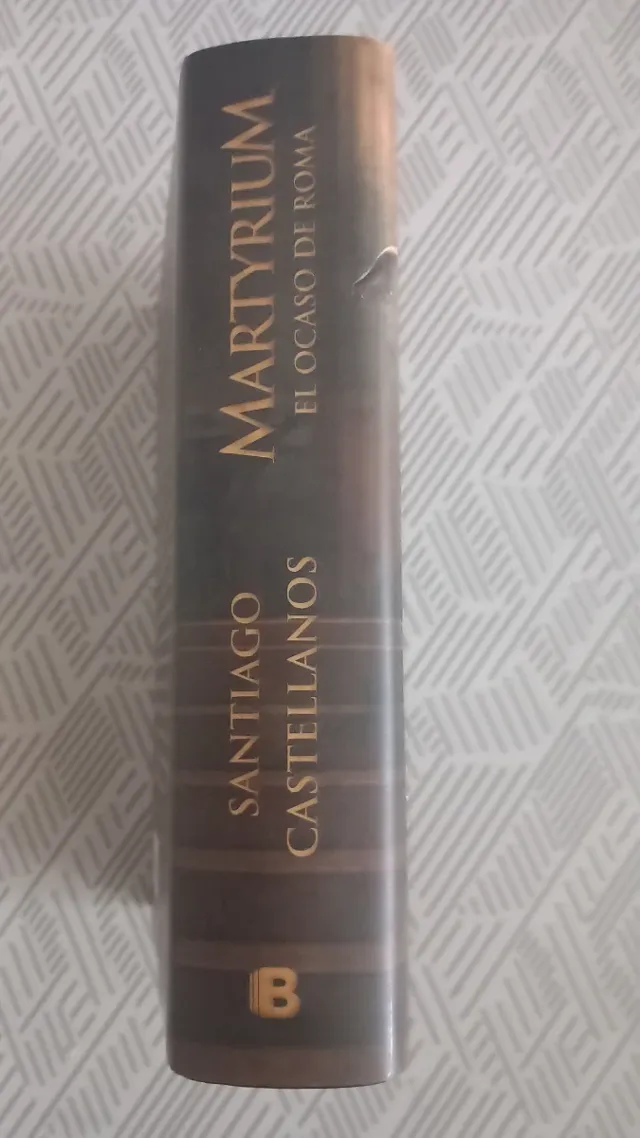 MARTYRIUM
EL OCASO DE ROMA
SANTIAGO
CASTELLANOS
B